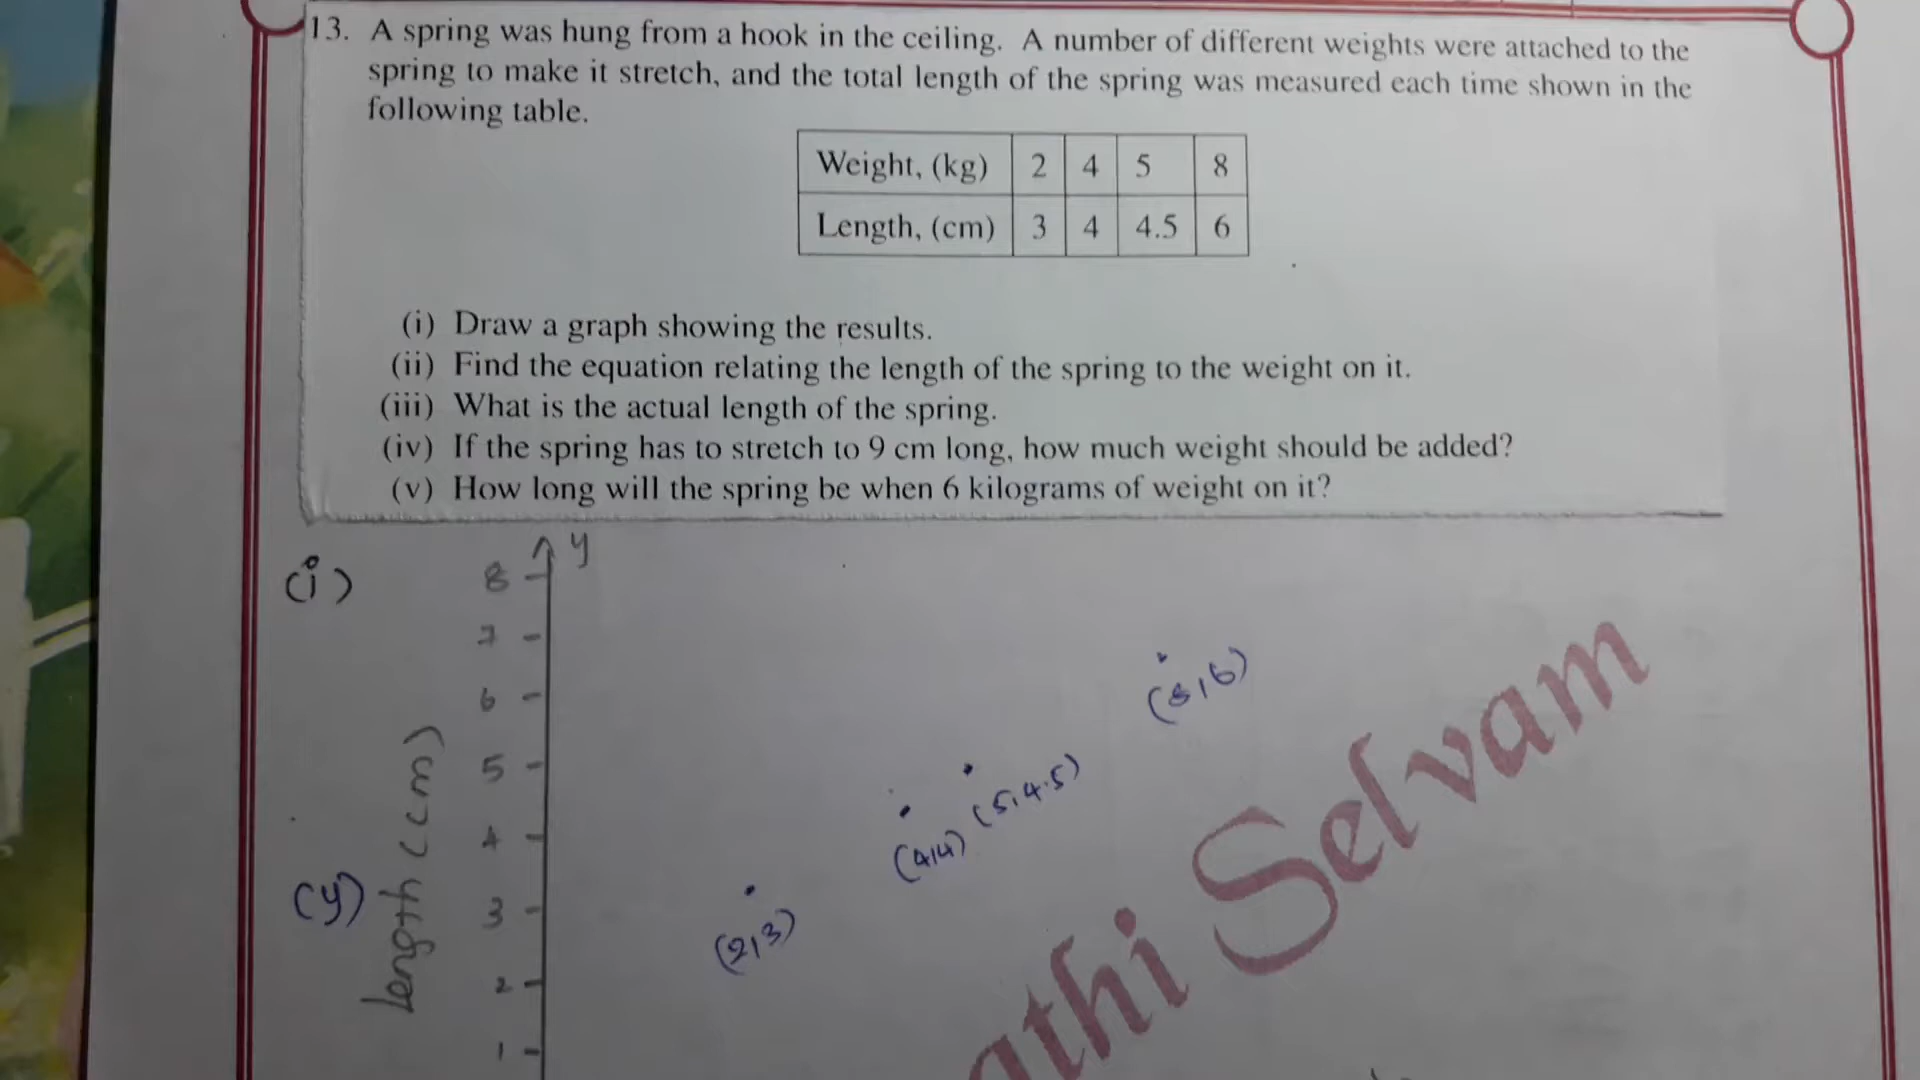 13. A spring was hung from a hook in the ceiling. A number of different weights were attached to the
spring to make it stretch, and the total length of the spring was measured each time shown in the
following table.
Weight, (kg) 2 4 5 8
Length, (cm) 3 4 4.5 6
(i) Draw a graph showing the results.
(ii) Find the equation relating the length of the spring to the weight on it.
(iii) What is the actual length of the spring.
(iv) If the spring has to stretch to 9 cm long, how much weight should be added?
(v) How long will the spring be when 6 kilograms of weight on it?
(i)
y
8
7
6
(8,6)
5
(5,4.5)
4
(4,4)
(y)
length (cm)
3
(2,3)
2
1
athi Selvam